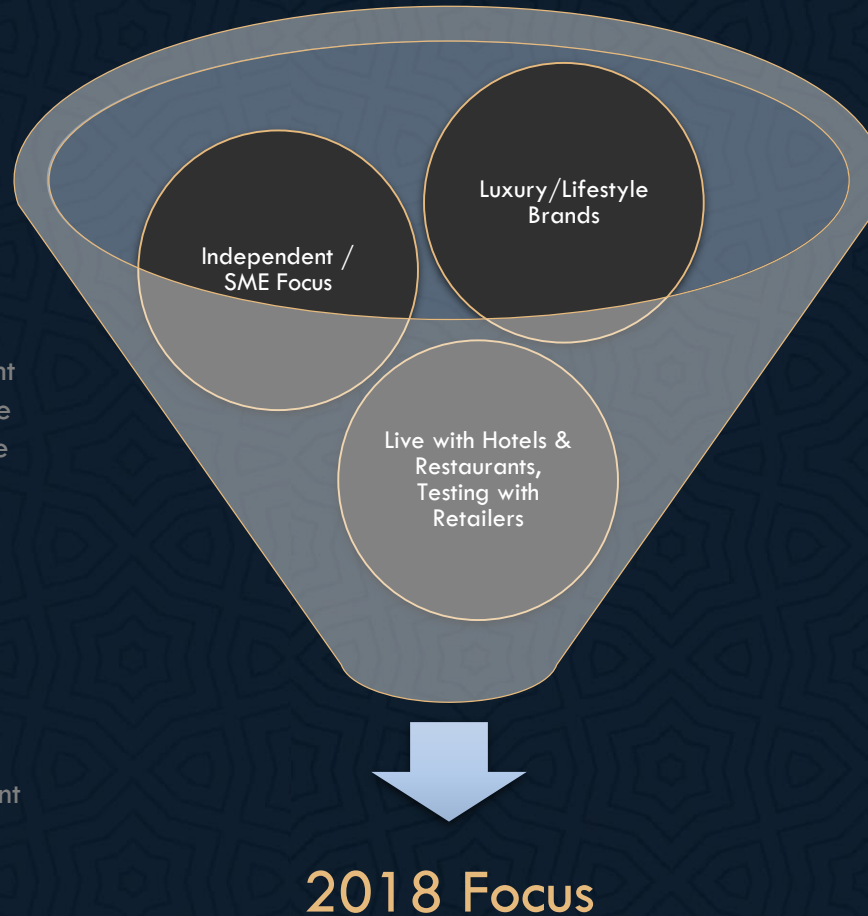 Luxury/Lifestyle
Brands
Independent /
SME Focus
Live with Hotels &
Restaurants,
Testing with
Retailers
2018 Focus